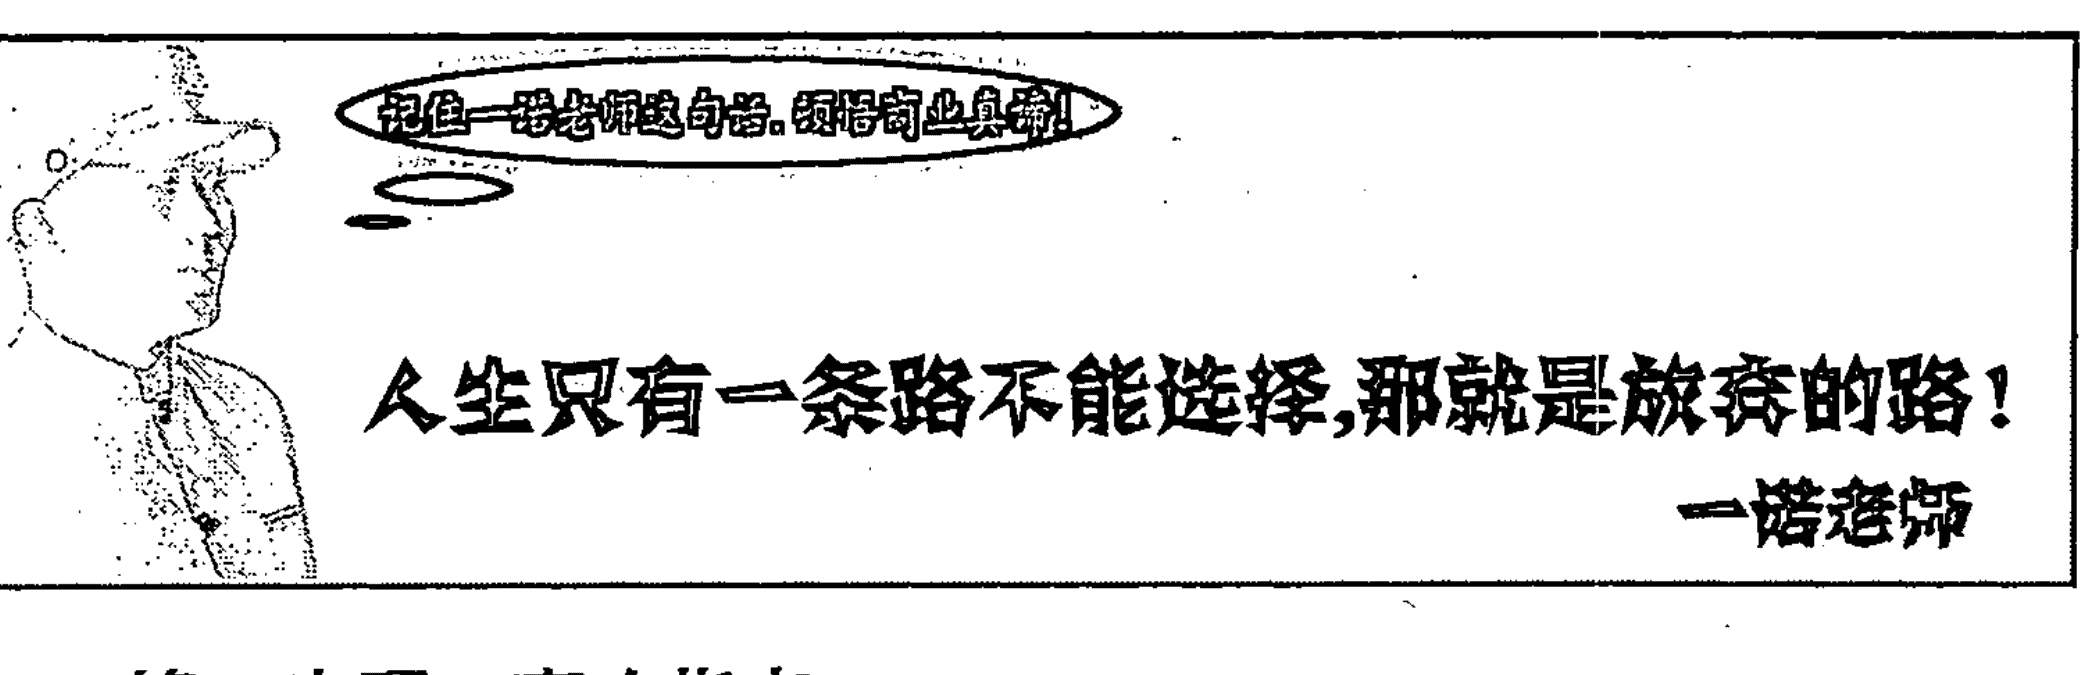 记住一诺老师这句话.须悟商业真谛!
人生只有一条路不能选择,那就是放弃的路!
一诺老师